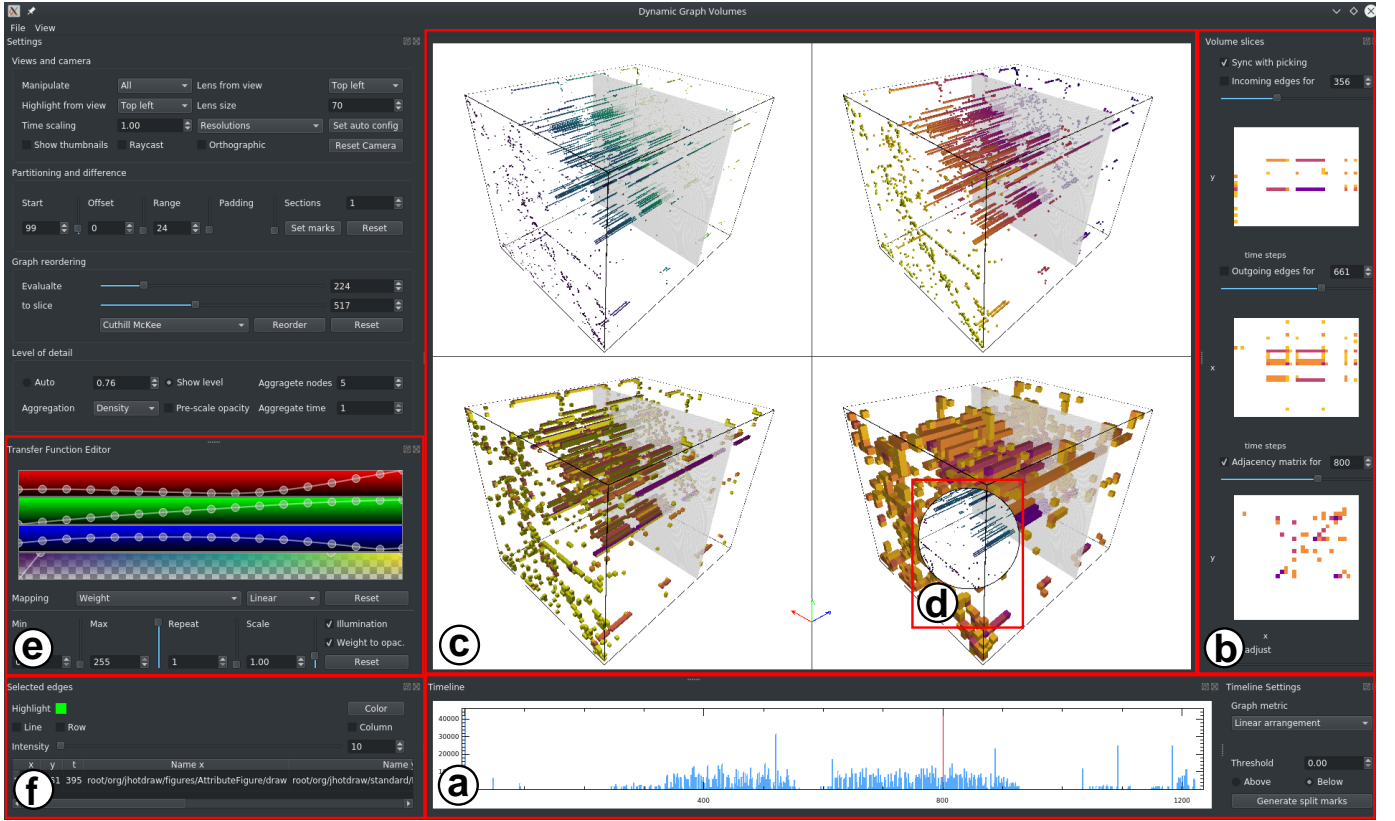 Dynamic Graph Volumes
File View
Settings
Views and camera
Manipulate All Lens from view Top left
Highlight from view Top left Lens size 70
Time scaling 1.00 Resolutions Set auto config
Show thumbnails Raycast Orthographic Reset Camera
Partitioning and difference
Start Offset Range Padding Sections 1
99 0 24 Set marks Reset
Graph reordering
Evaluate 224
to slice 517
Cuthill McKee Reorder Reset
Level of detail
Auto 0.76 Show level Aggragete nodes 5
Aggregation Density Pre-scale opacity Aggregate time 1
Transfer Function Editor
Mapping Weight Linear Reset
Min Max Repeat Scale Illumination
Weight to opac.
255 1 1.00 Reset
e
Selected edges
Highlight Color
Line Row Column
Intensity 10
x y t Name x Name y
395 root/org/jhotdraw/figures/AttributeFigure/draw root/org/jhotdraw/standard/
f
c
d
Volume slices
Sync with picking
Incoming edges for 356
y
time steps
Outgoing edges for 661
x
time steps
Adjacency matrix for 800
y
x
adjust
b
Timeline
40000
30000
20000
10000
400 800 1200
a
Timeline Settings
Graph metric
Linear arrangement
Threshold 0.00
Above Below
Generate split marks